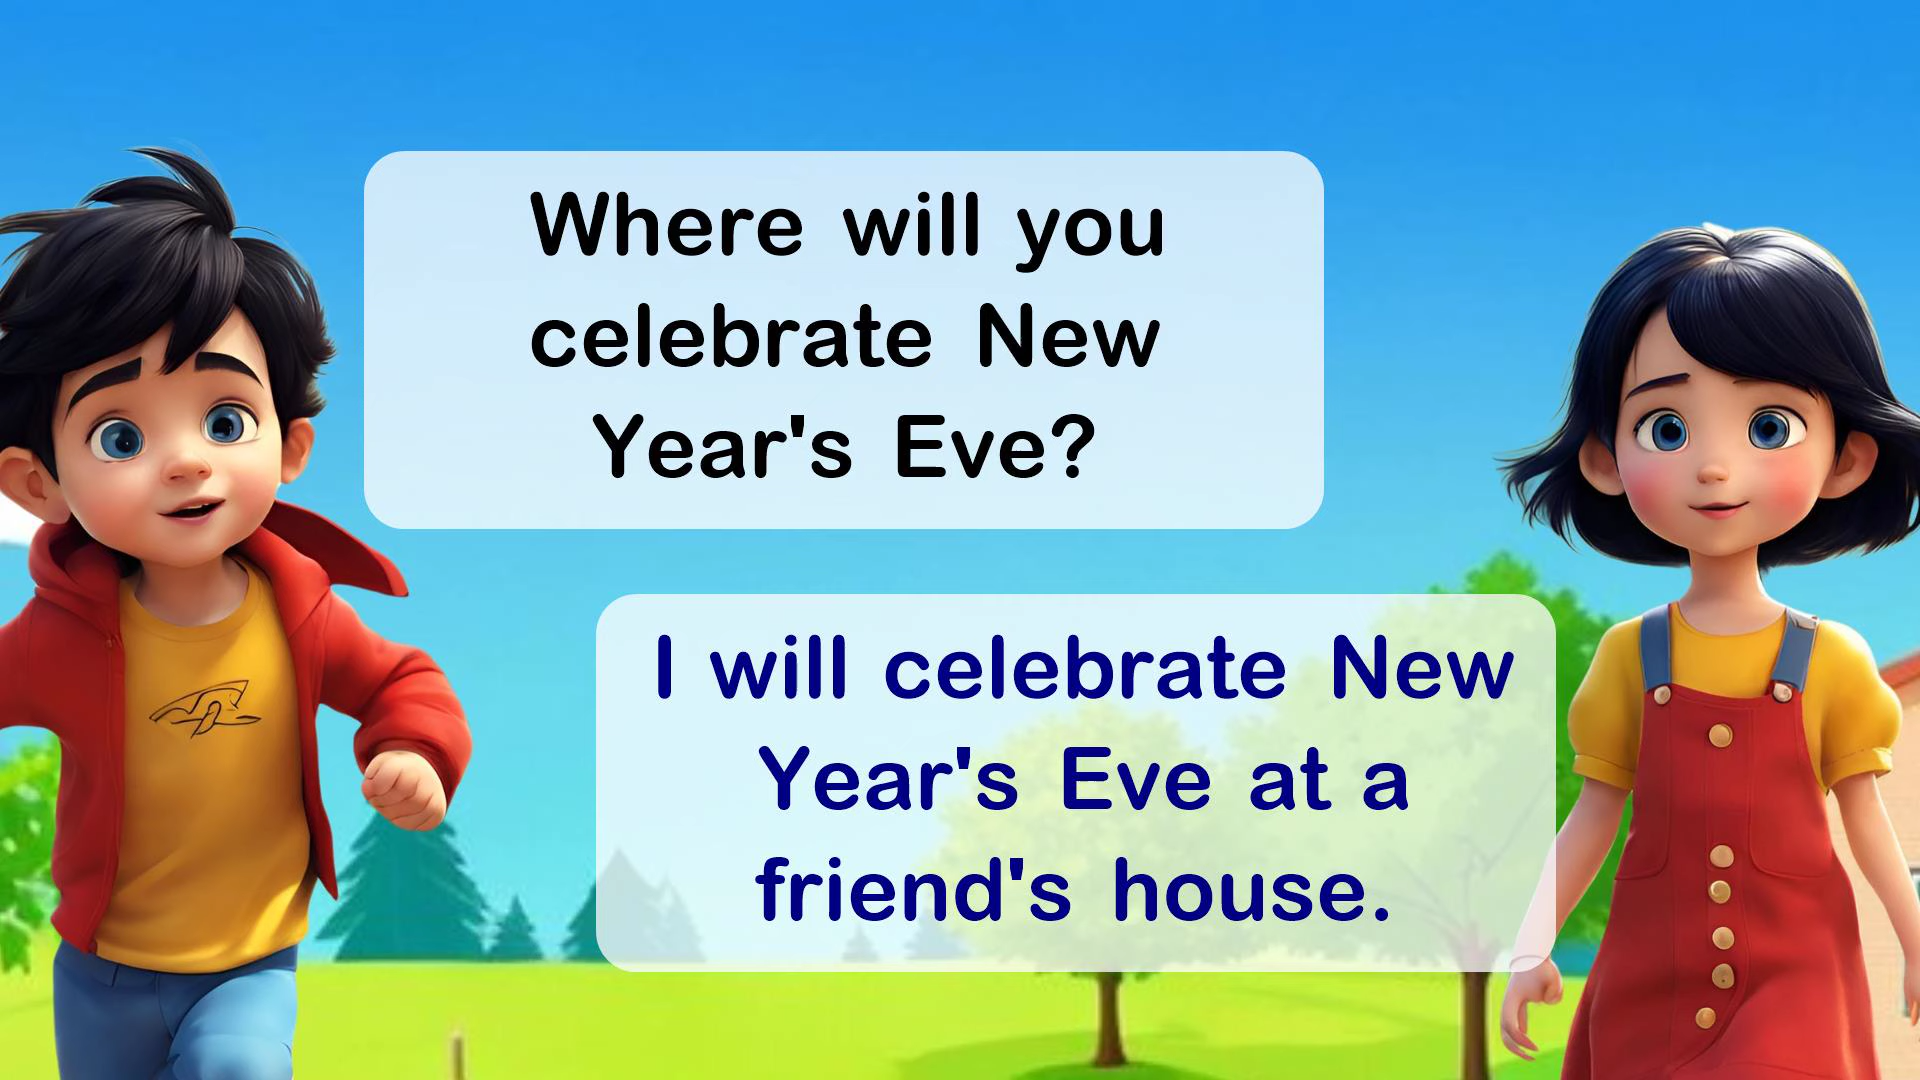 Where will you
celebrate New
Year's Eve?
I will celebrate New
Year's Eve at a
friend's house.